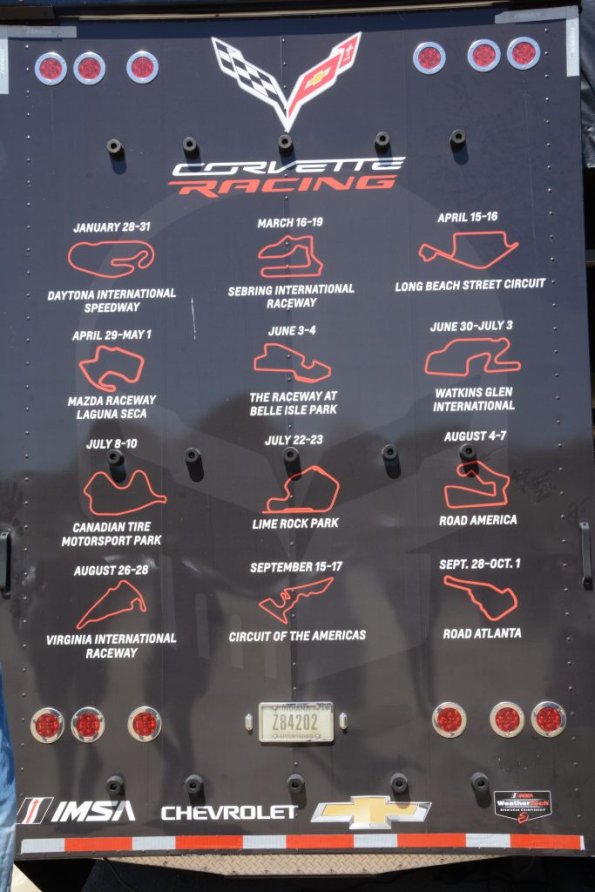 CORVETTE
RACING
JANUARY 28-31
DAYTONA INTERNATIONAL
SPEEDWAY
MARCH 16-19
SEBRING INTERNATIONAL
RACEWAY
APRIL 15-16
LONG BEACH STREET CIRCUIT
APRIL 29-MAY 1
MAZDA RACEWAY
LAGUNA SECA
JUNE 3-4
THE RACEWAY AT
BELLE ISLE PARK
JUNE 30-JULY 3
WATKINS GLEN
INTERNATIONAL
JULY 8-10
CANADIAN TIRE
MOTORSPORT PARK
JULY 22-23
LIME ROCK PARK
AUGUST 4-7
ROAD AMERICA
AUGUST 26-28
VIRGINIA INTERNATIONAL
RACEWAY
SEPTEMBER 15-17
CIRCUIT OF THE AMERICAS
SEPT. 28-OCT. 1
ROAD ATLANTA
INDIANA
Z84202
IMSA
CHEVROLET
IMSA
WeatherTech